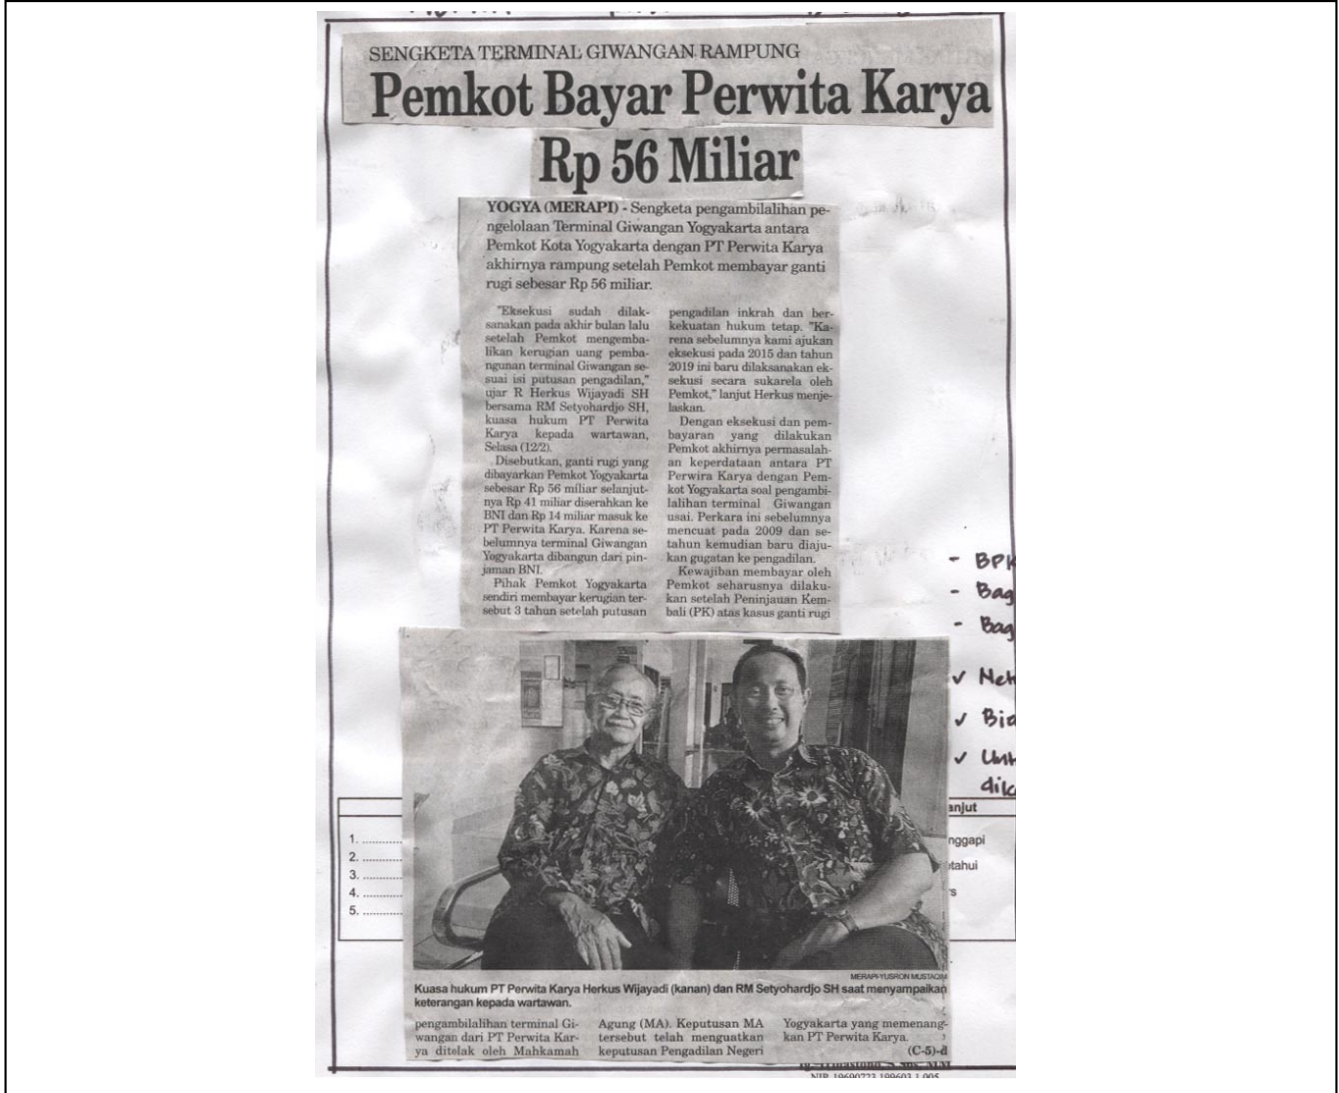 SENGKETA TERMINAL GIWANGAN RAMPUNG
Pemkot Bayar Perwita Karya
Rp 56 Miliar
YOGYA (MERAPI) - Sengketa pengambilalihan pe-
ngelolaan Terminal Giwangan Yogyakarta antara
Pemkot Kota Yogyakarta dengan PT Perwita Karya
akhirnya rampung setelah Pemkot membayar ganti
rugi sebesar Rp 56 miliar.
"Eksekusi sudah dilak-
sanakan pada akhir bulan lalu
setelah Pemkot mengemba-
likan kerugian uang pemba-
ngunan terminal Giwangan se-
suai isi putusan pengadilan,"
ujar R Herkus Wijayadi SH
bersama RM Setyohardjo SH,
kuasa hukum PT Perwita
Karya kepada wartawan,
Selasa (12/2).
Disebutkan, ganti rugi yang
dibayarkan Pemkot Yogyakarta
sebesar Rp 56 miliar selanjut-
nya Rp 41 miliar diserahkan ke
BNI dan Rp 14 miliar masuk ke
PT Perwita Karya. Karena se-
belumnya terminal Giwangan
Yogyakarta dibangun dari pin-
jaman BNI.
Pihak Pemkot Yogyakarta
sendiri membayar kerugian ter-
sebut 3 tahun setelah putusan
pengadilan inkrah dan ber-
kekuatan hukum tetap. "Ka-
rena sebelumnya kami ajukan
eksekusi pada 2015 dan tahun
2019 ini baru dilaksanakan ek-
sekusi secara sukarela oleh
Pemkot," lanjut Herkus menje-
laskan.
Dengan eksekusi dan pem-
bayaran yang dilakukan
Pemkot akhirnya permasalah-
an keperdataan antara PT
Perwira Karya dengan Pem-
kot Yogyakarta soal pengambi-
lalihan terminal Giwangan
usai. Perkara ini sebelumnya
mencuat pada 2009 dan se-
tahun kemudian baru diaju-
kan gugatan ke pengadilan.
Kewajiban membayar oleh
Pemkot seharusnya dilaku-
kan setelah Peninjauan Kem-
bali (PK) atas kasus ganti rugi
- BPK
- Bag
- Bag
✓ Met
✓ Bia
✓ Unt
dik
anjut
nggapi
etahui
s
1. ............
2. ............
3. ............
4. ............
5. ............
MERAPI-YUSRON MUSTAQIM
Kuasa hukum PT Perwita Karya Herkus Wijayadi (kanan) dan RM Setyohardjo SH saat menyampaikan
keterangan kepada wartawan.
pengambilalihan terminal Gi-
wangan dari PT Perwita Kar-
ya ditelak oleh Mahkamah
Agung (MA). Keputusan MA
tersebut telah menguatkan
keputusan Pengadilan Negeri
Yogyakarta yang memenang-
kan PT Perwita Karya.
(C-5)-d